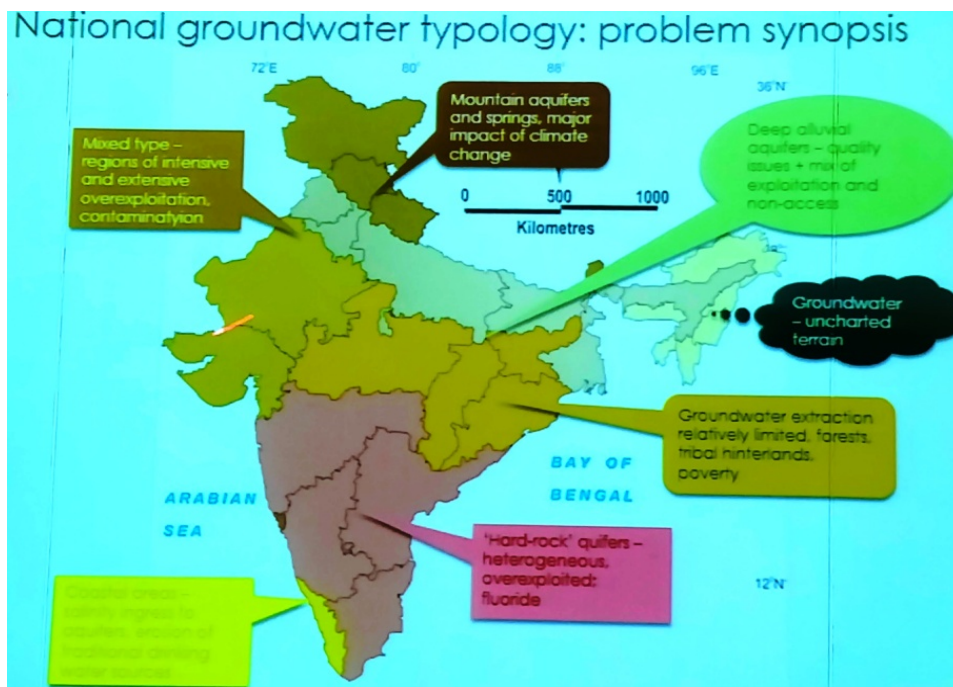 National groundwater typology: problem synopsis
72°E
80°
88°
96°E
36°N
Mountain aquifers
and springs, major
impact of climate
change
Mixed type –
regions of intensive
and extensive
overexploitation,
contaminatyion
Deep alluvial
aquifers – quality
issues + mix of
exploitation and
non-access
0
500
1000
Kilometres
Groundwater
– uncharted
terrain
Groundwater extraction
relatively limited, forests,
tribal hinterlands,
poverty
BAY OF
BENGAL
ARABIAN
SEA
'Hard-rock' quifers –
heterogeneous,
overexploited;
fluoride
12°N
Coastal areas –
salinity ingress to
aquifers, erosion of
traditional drinking
water sources